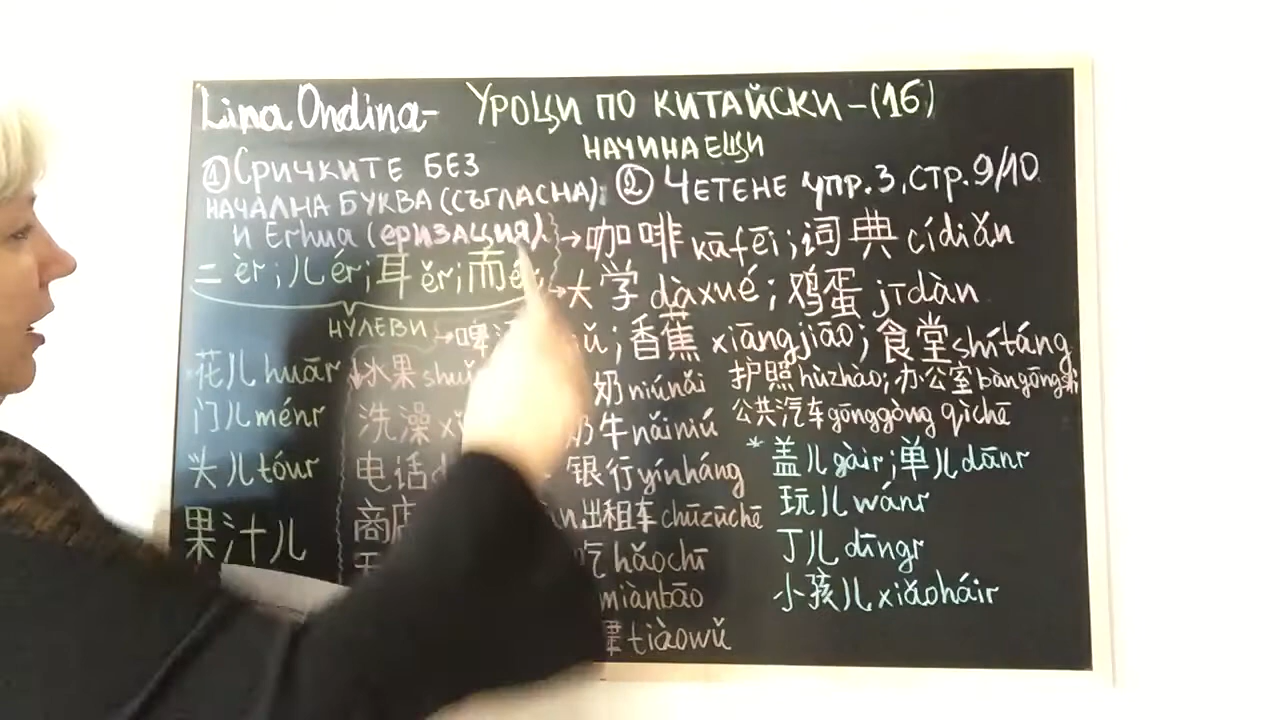 Lina Ondina- УРОЦИ ПО КИТАЙСКИ-(16)
НАЧИНАЕЩИ
① СРИЧКИТЕ БЕЗ
НАЧАЛНА БУКВА (СЪГЛАСНА);
И Erhua (ЕРИЗАЦИЯ).
二 èr; 儿 ér; 耳 ěr; 而
НУЛЕВИ
花儿 huār
门儿 ménr
头儿 tóur
果汁儿
② ЧЕТЕНЕ упр.3, стр.9/10
→咖啡 kāfēi; 词典 cídiǎn
→大学 dàxué; 鸡蛋 jīdàn
→啤 ; 香蕉 xiāngjiāo; 食堂 shítáng
水果
洗澡
电话
商店
奶 niúnǎi
奶牛 nǎiniú
银行 yínháng
出租车 chūzūchē
吃 hǎochī
miànbāo
tiàowǔ
护照 hùzhào; 办公室 bàngōngshì
公共汽车 gōnggòng qìchē
*盖儿 gàir; 单儿 dānr
玩儿 wánr
丁儿 dīngr
小孩儿 xiǎoháir